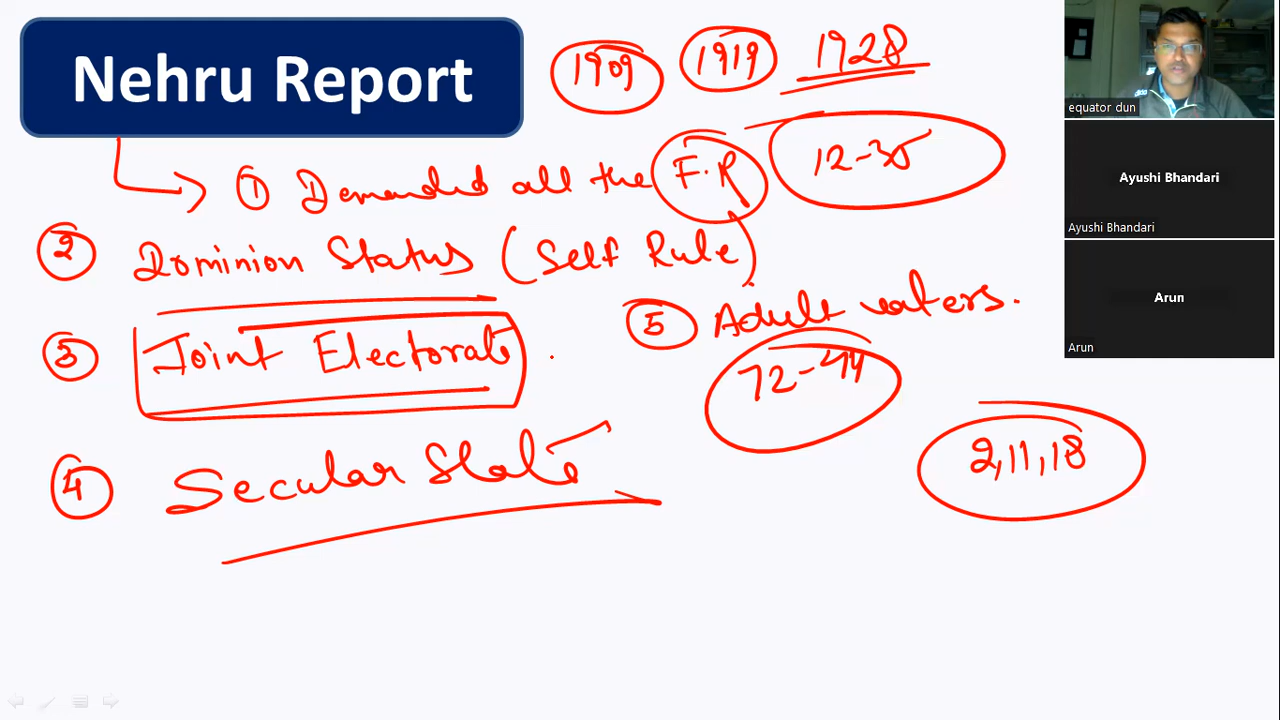 Nehru Report
1909 1919 1928
① Demanded all the F.R 12-35
② Dominion Status (Self Rule)
③ Joint Electorate
④ Secular State
⑤ Adult voters.
72-44
2,11,18
equator dun
Ayushi Bhandari
Ayushi Bhandari
Arun
Arun